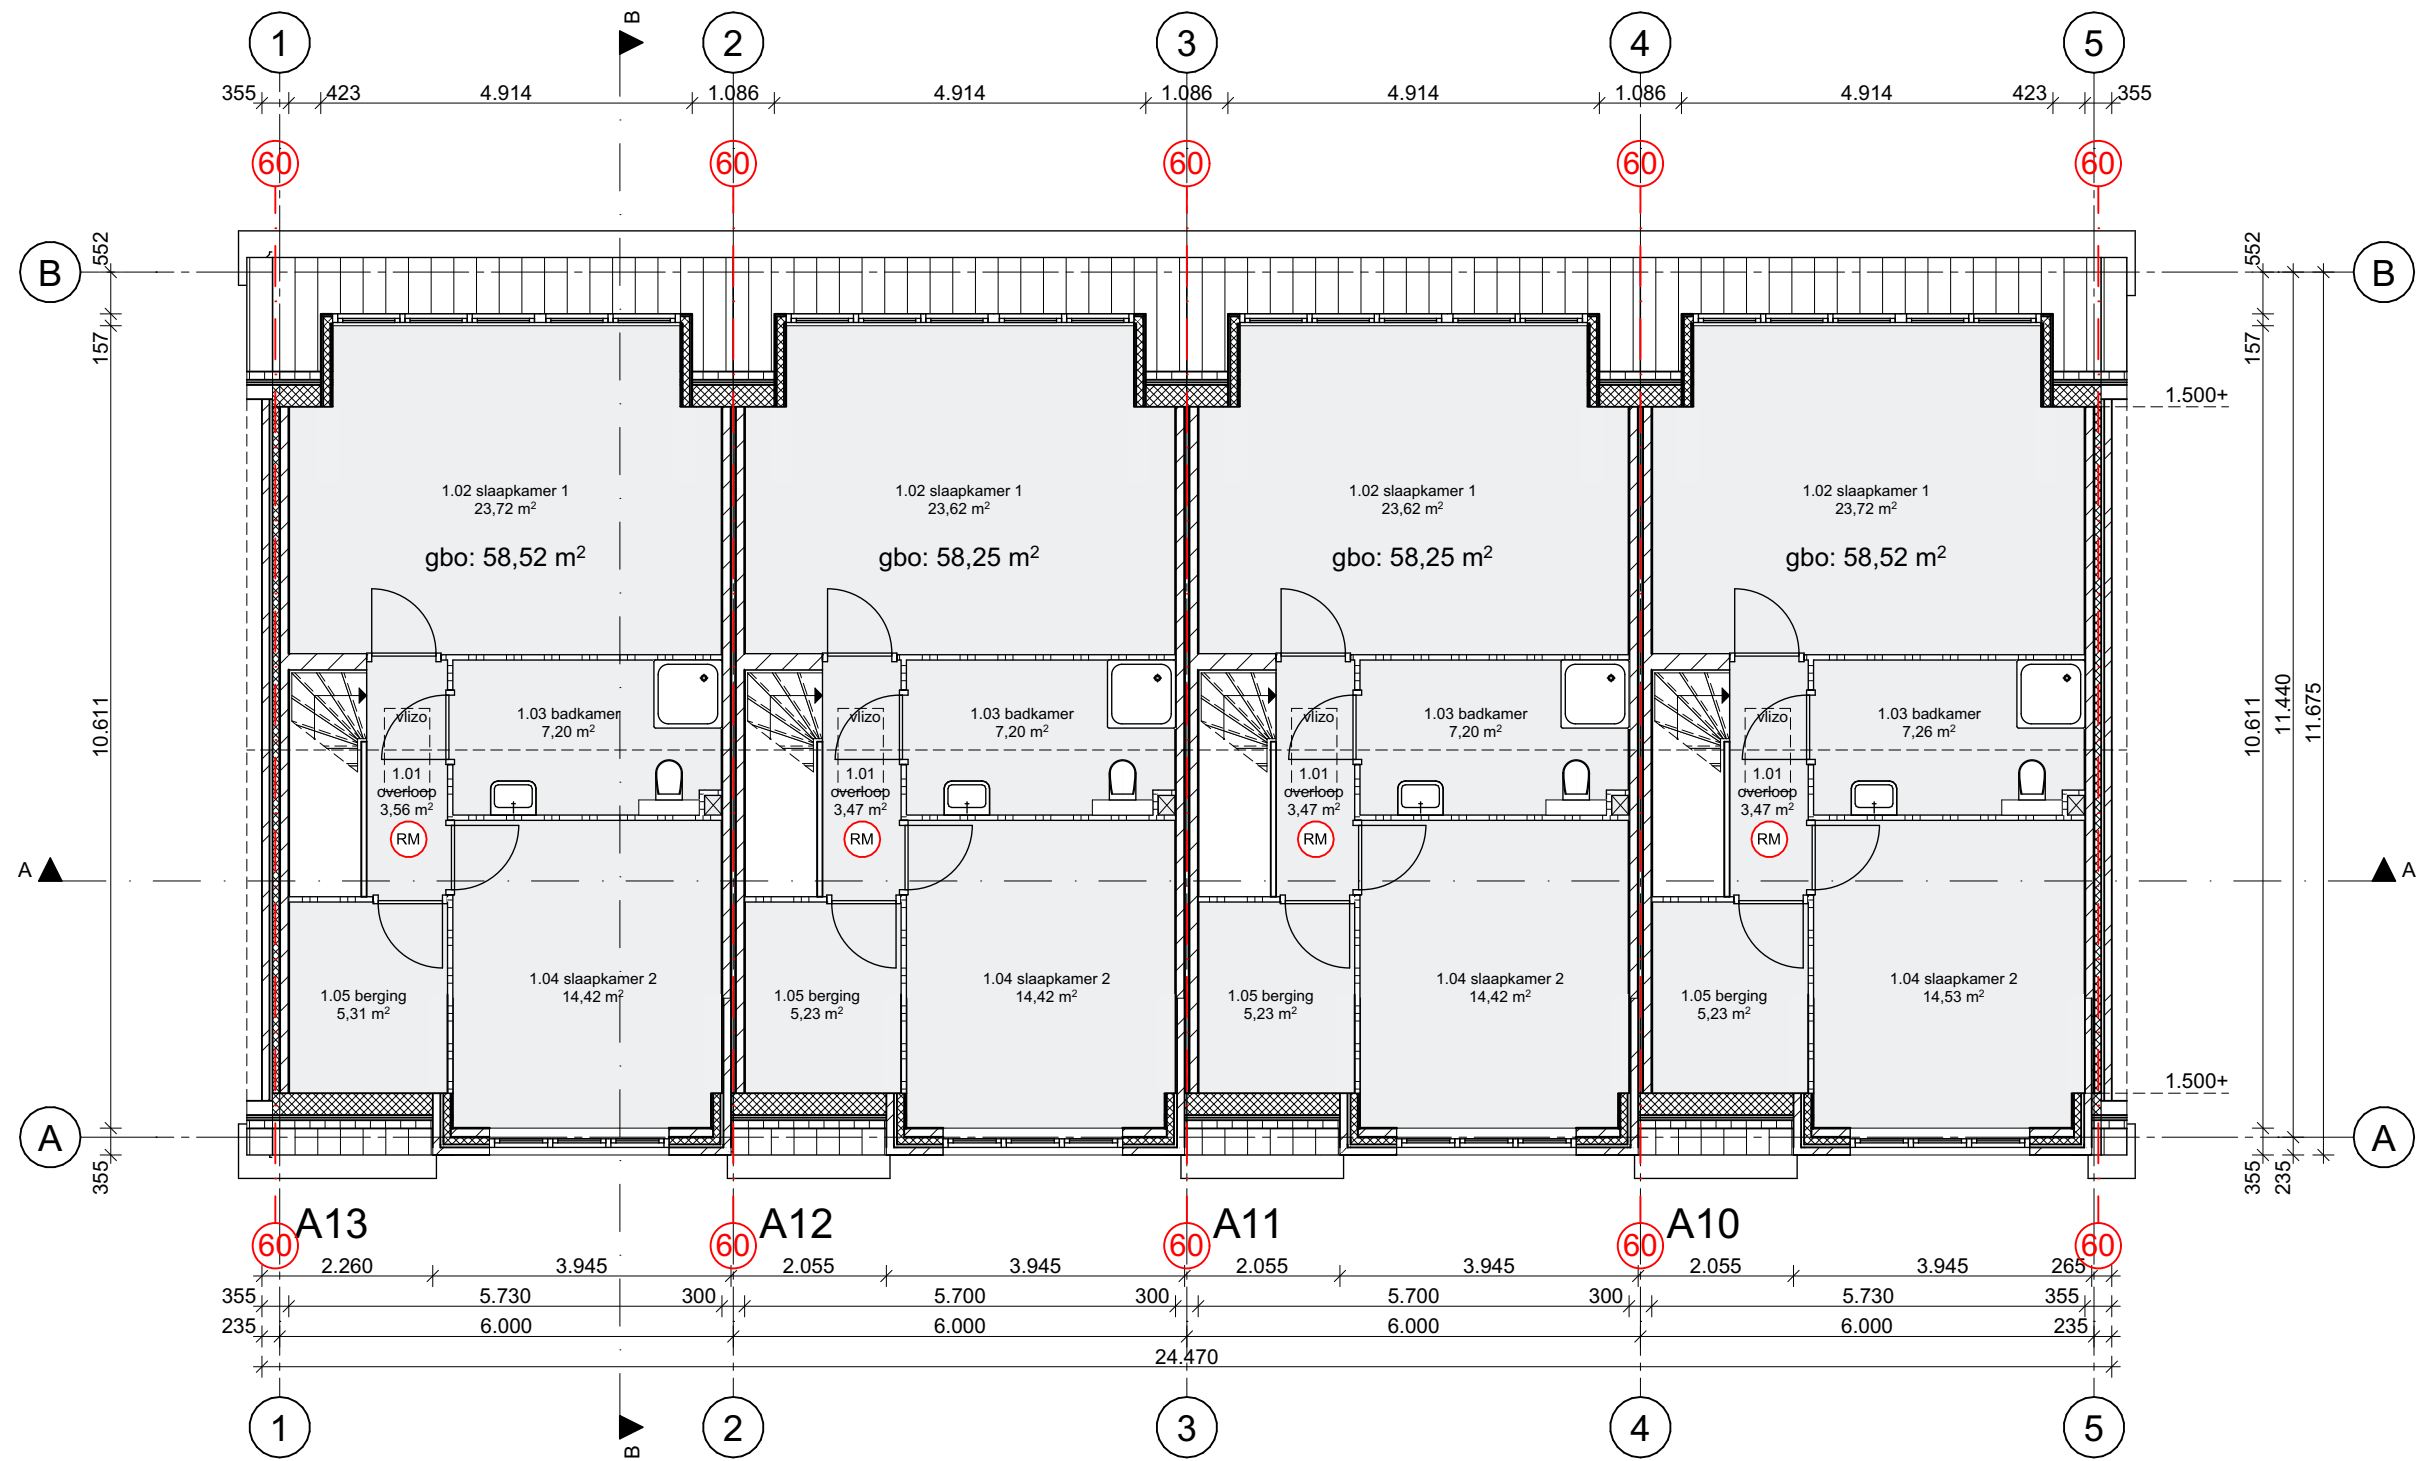 1 2 3 4 5
B
355 423 4.914 1.086 4.914 1.086 4.914 1.086 4.914 423 355
60 60 60 60 60
B B
552 552
157 157
1.500+
1.02 slaapkamer 1
23,72 m²
gbo: 58,52 m²
1.02 slaapkamer 1
23,62 m²
gbo: 58,25 m²
1.02 slaapkamer 1
23,62 m²
gbo: 58,25 m²
1.02 slaapkamer 1
23,72 m²
gbo: 58,52 m²
10.611 10.611 11.440 11.675
vlizo
1.01
overloop
3,56 m²
RM
1.03 badkamer
7,20 m²
vlizo
1.01
overloop
3,47 m²
RM
1.03 badkamer
7,20 m²
vlizo
1.01
overloop
3,47 m²
RM
1.03 badkamer
7,20 m²
vlizo
1.01
overloop
3,47 m²
RM
1.03 badkamer
7,26 m²
A A
1.05 berging
5,31 m²
1.04 slaapkamer 2
14,42 m²
1.05 berging
5,23 m²
1.04 slaapkamer 2
14,42 m²
1.05 berging
5,23 m²
1.04 slaapkamer 2
14,42 m²
1.05 berging
5,23 m²
1.04 slaapkamer 2
14,53 m²
1.500+
A A
355 355 235
A13 A12 A11 A10
60 60 60 60 60
2.260 3.945 2.055 3.945 2.055 3.945 2.055 3.945 265
355 5.730 300 5.700 300 5.700 300 5.730 355
235 6.000 6.000 6.000 6.000 235
24.470
1 2 3 4 5
B